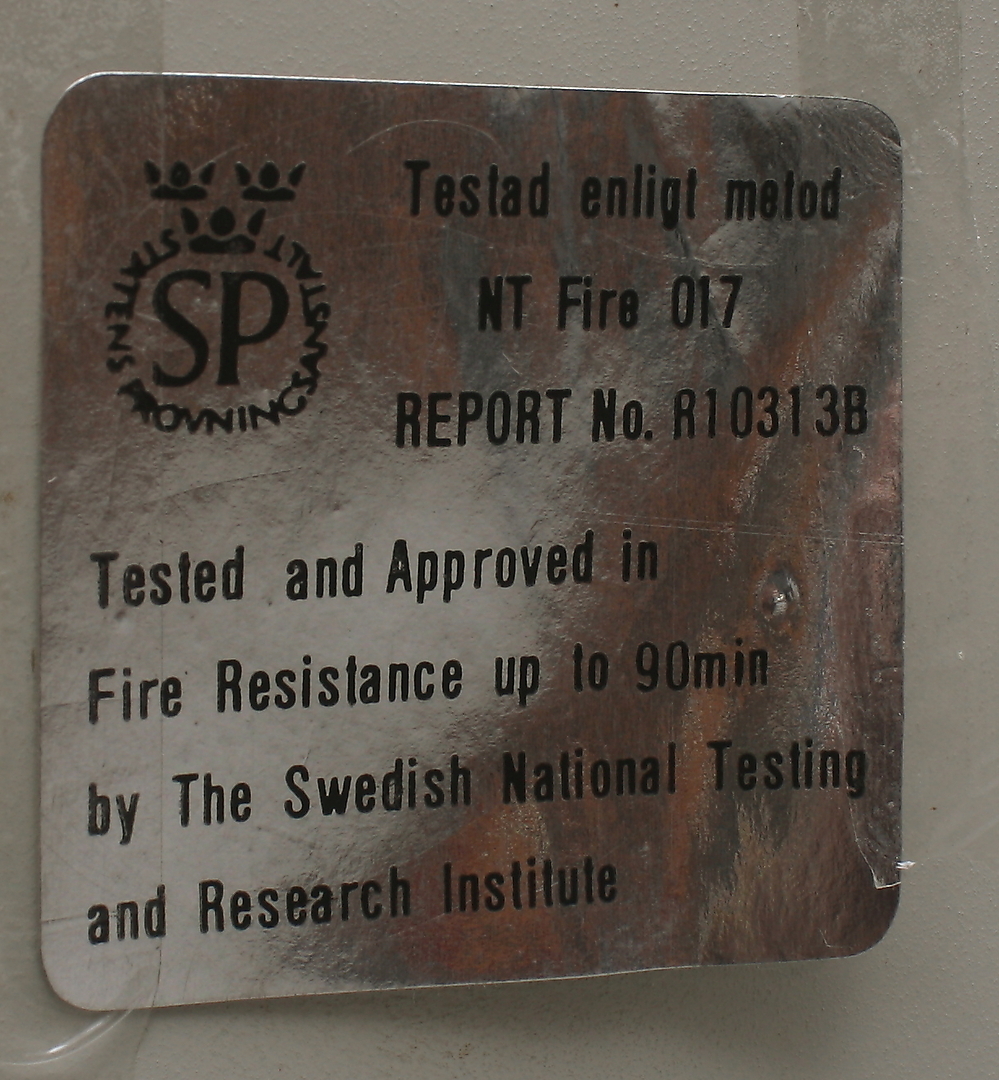 STATENS PROVNINGSANSTALT
SP
Testad enligt metod
NT Fire 017
REPORT No. R10313B
Tested and Approved in
Fire Resistance up to 90min
by The Swedish National Testing
and Research Institute